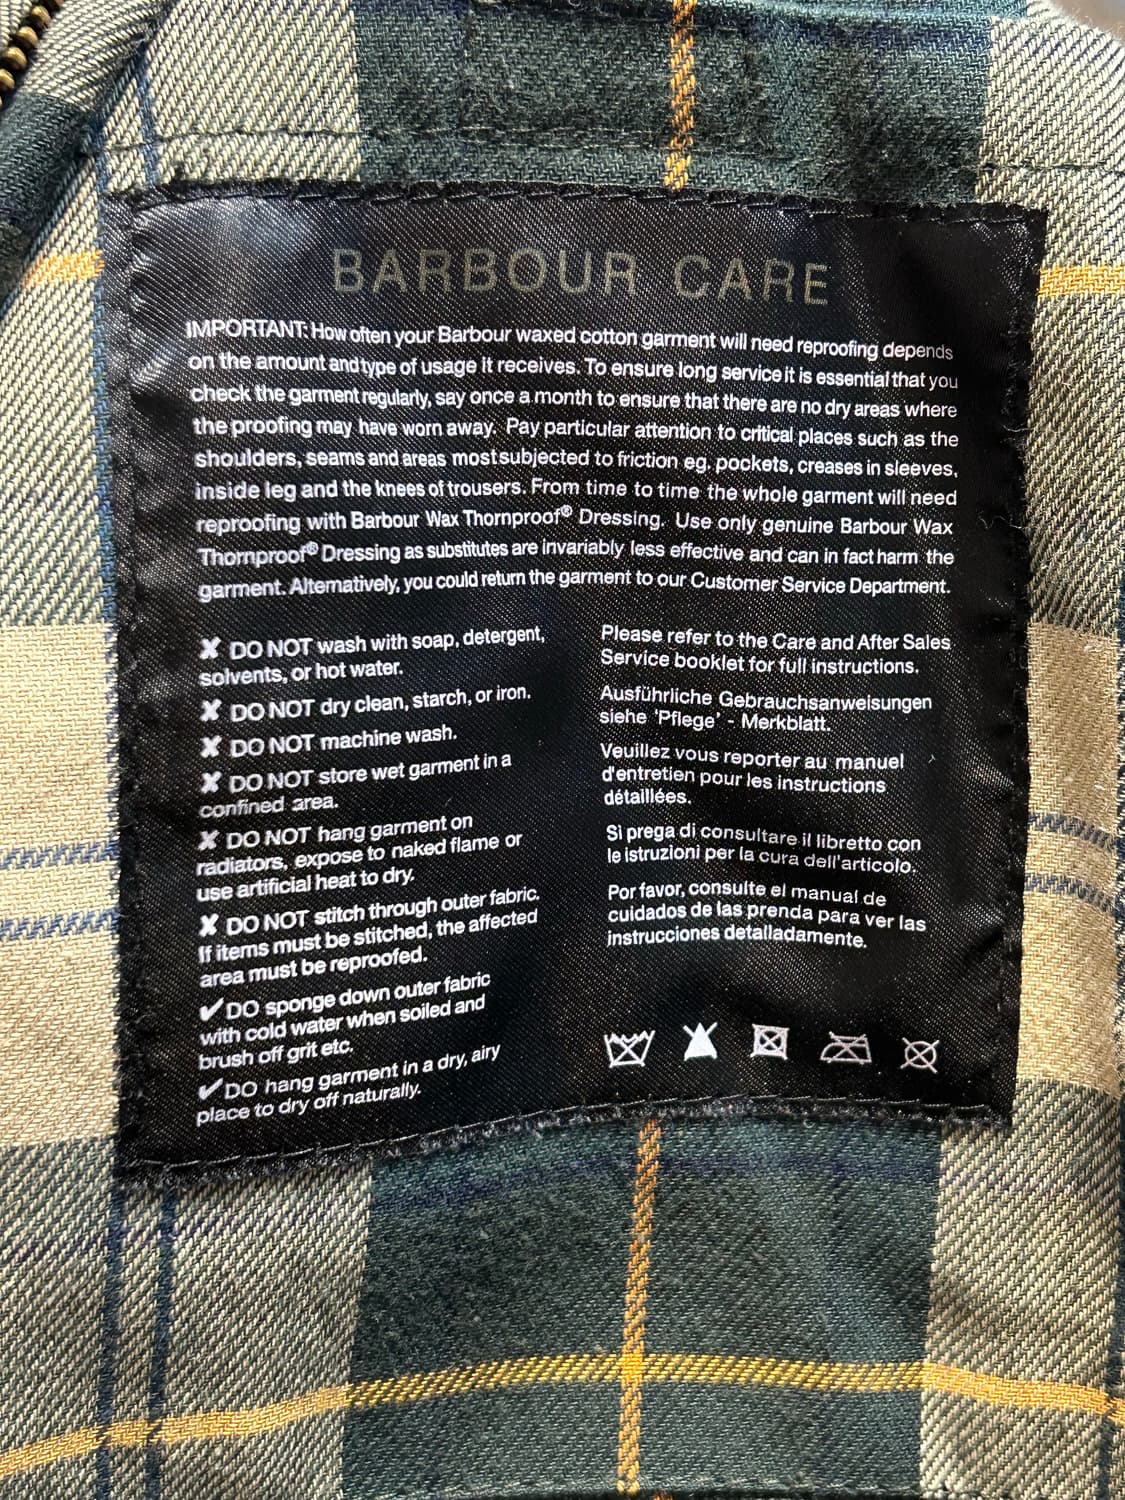 BARBOUR CARE
IMPORTANT: How often your Barbour waxed cotton garment will need reproofing depends
on the amount and type of usage it receives. To ensure long service it is essential that you
check the garment regularly, say once a month to ensure that there are no dry areas where
the proofing may have worn away. Pay particular attention to critical places such as the
shoulders, seams and areas most subjected to friction eg. pockets, creases in sleeves,
inside leg and the knees of trousers. From time to time the whole garment will need
reproofing with Barbour Wax Thornproof® Dressing. Use only genuine Barbour Wax
Thornproof® Dressing as substitutes are invariably less effective and can in fact harm the
garment. Alternatively, you could return the garment to our Customer Service Department.
✘ DO NOT wash with soap, detergent,
solvents, or hot water.
✘ DO NOT dry clean, starch, or iron.
✘ DO NOT machine wash.
✘ DO NOT store wet garment in a
confined area.
✘ DO NOT hang garment on
radiators, expose to naked flame or
use artificial heat to dry.
✘ DO NOT stitch through outer fabric.
If items must be stitched, the affected
area must be reproofed.
✔ DO sponge down outer fabric
with cold water when soiled and
brush off grit etc.
✔ DO hang garment in a dry, airy
place to dry off naturally.
Please refer to the Care and After Sales
Service booklet for full instructions.
Ausführliche Gebrauchsanweisungen
siehe 'Pflege' - Merkblatt.
Veuillez vous reporter au manuel
d'entretien pour les instructions
détaillées.
Si prega di consultare il libretto con
le istruzioni per la cura dell'articolo.
Por favor, consulte el manual de
cuidados de las prenda para ver las
instrucciones detalladamente.